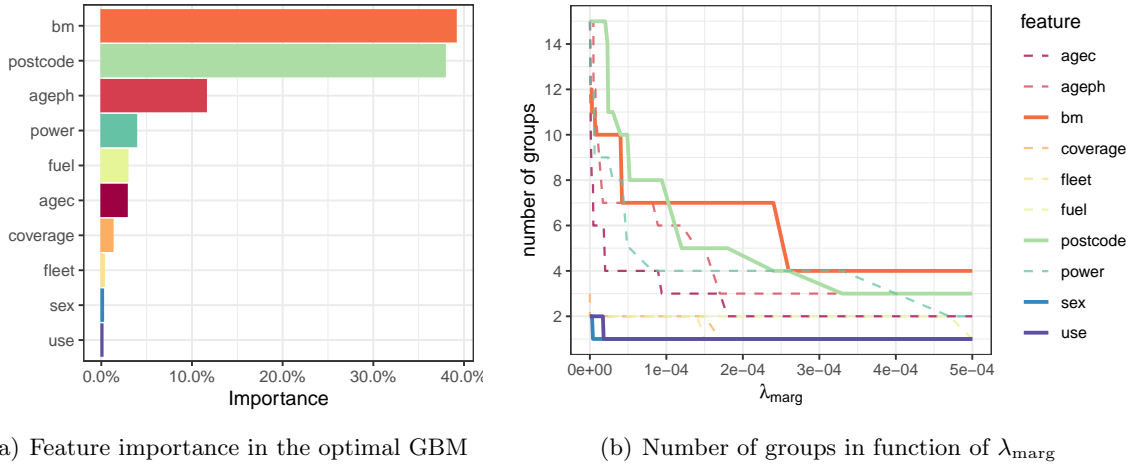 bm
postcode
ageph
power
fuel
agec
coverage
fleet
sex
use
0.0% 10.0% 20.0% 30.0% 40.0%
Importance
a) Feature importance in the optimal GBM
number of groups
14
12
10
8
6
4
2
0e+00 1e-04 2e-04 3e-04 4e-04 5e-04
λmarg
feature
agec
ageph
bm
coverage
fleet
fuel
postcode
power
sex
use
(b) Number of groups in function of λmarg